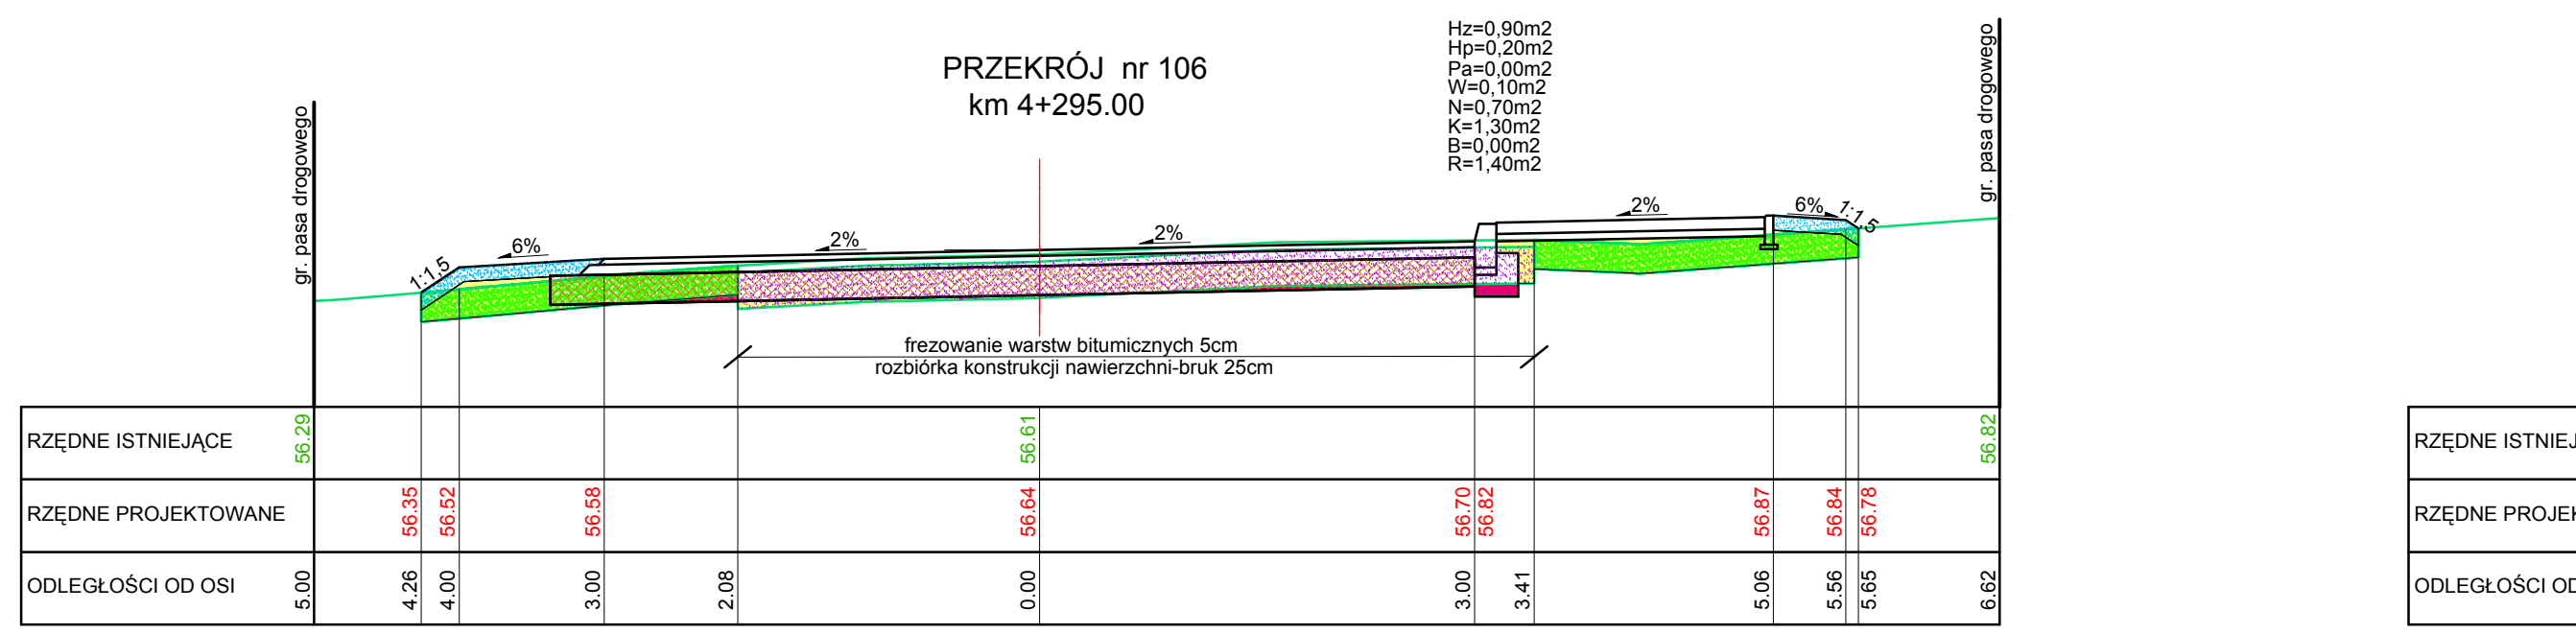 PRZEKRÓJ nr 106
km 4+295.00
Hz=0,90m2
Hp=0,20m2
Pa=0,00m2
W=0,10m2
N=0,70m2
K=1,30m2
B=0,00m2
R=1,40m2
gr. pasa drogowego
gr. pasa drogowego
1:1,5
6%
2%
2%
2%
6%
1:1,5
frezowanie warstw bitumicznych 5cm
rozbiórka konstrukcji nawierzchni-bruk 25cm
RZĘDNE ISTNIEJĄCE 56.29 56.61 56.82
RZĘDNE PROJEKTOWANE 56.35 56.52 56.58 56.64 56.70 56.82 56.87 56.84 56.78
ODLEGŁOŚCI OD OSI 5.00 4.26 4.00 3.00 2.08 0.00 3.00 3.41 5.06 5.56 5.65 6.62
RZĘDNE ISTNIEJ
RZĘDNE PROJE
ODLEGŁOŚCI O